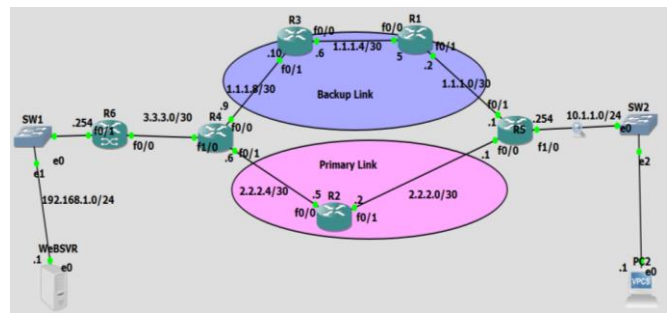 R3
f0/0
1.1.1.4/30
f0/0
R1
.10
.6
5
f0/1
f0/1
.2
1.1.1.8/30
Backup Link
1.1.1.0/30
.9
SW1
.254
R6
3.3.3.0/30
R4
f0/0
f0/1
.1
.254
10.1.1.0/24
SW2
f0/1
R5
e0
e0
f0/0
f1/0
.6
f0/1
Primary Link
.1
f0/0
f1/0
e1
e2
2.2.2.4/30
.5
R2
.2
2.2.2.0/30
192.168.1.0/24
f0/0
f0/1
WeBSVR
PC2
.1
e0
.1
e0
VPCS